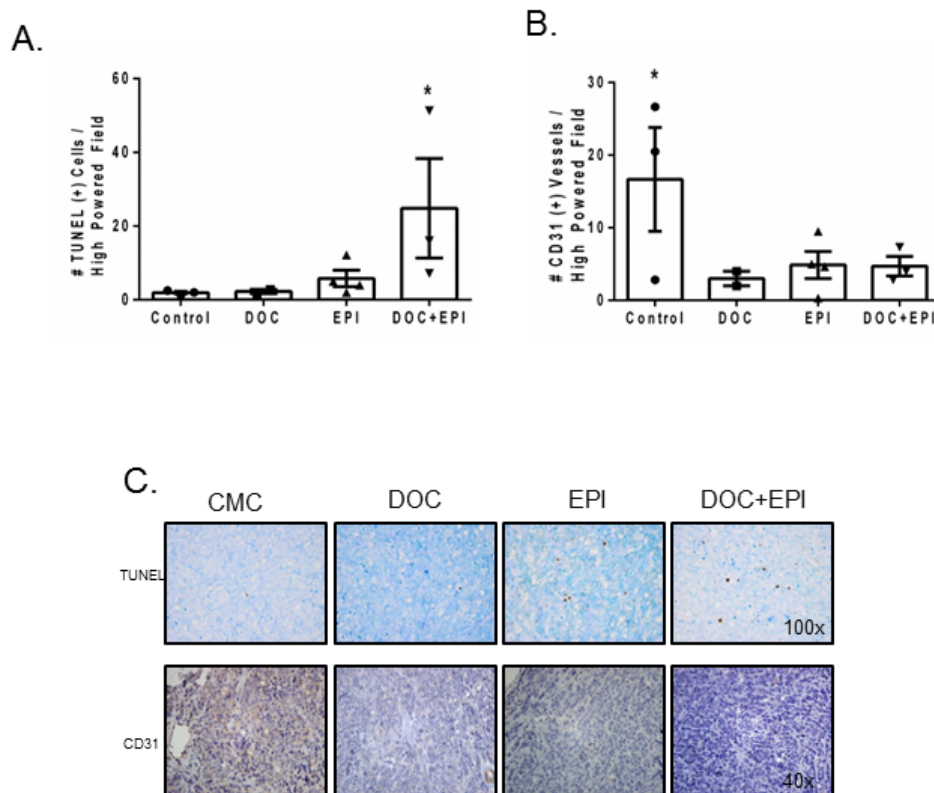 A.
# TUNEL (+) Cells /
High Powered Field
60
40
20
0
*
Control DOC EPI DOC+EPI
B.
# CD31 (+) Vessels /
High Powered Field
30
20
10
0
*
Control DOC EPI DOC+EPI
C.
CMC DOC EPI DOC+EPI
TUNEL
100x
CD31
40x